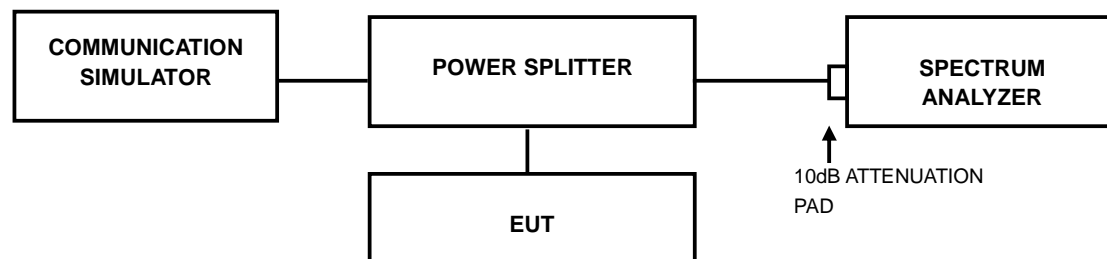 COMMUNICATION
SIMULATOR
POWER SPLITTER
SPECTRUM
ANALYZER
10dB ATTENUATION
PAD
EUT